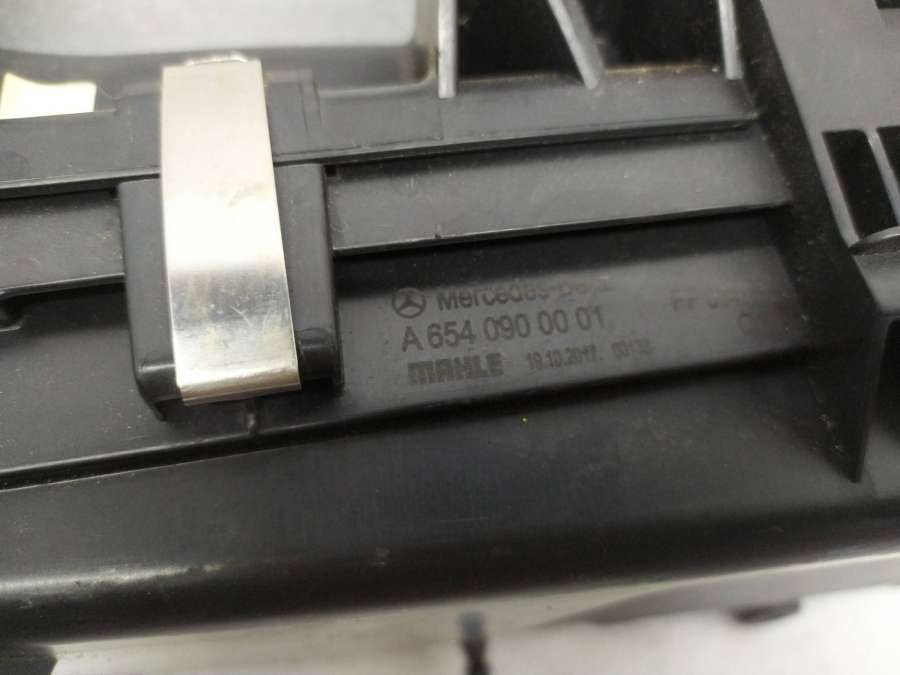 Mercedes-Benz
A 654 090 00 01
MAHLE 19.10.2017